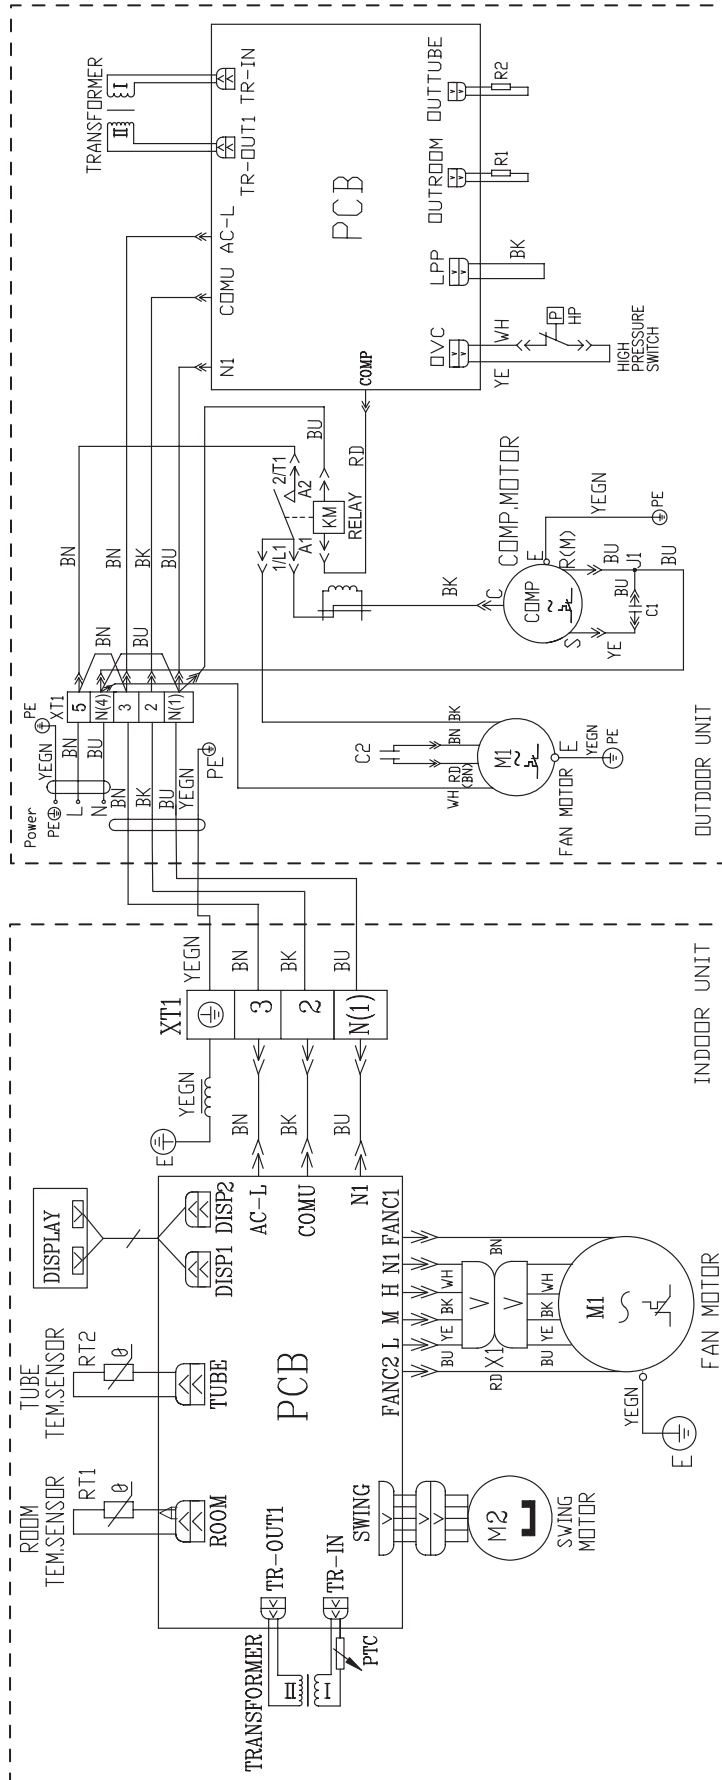 ROOM
TEM.SENSOR
RT1
TUBE
TEM.SENSOR
RT2
DISPLAY
ROOM
TUBE
DISP1
DISP2
E
YEGN
XT1
YEGN
TRANSFORMER
II
I
TR-OUT1
TR-IN
PTC
PCB
AC-L
COMU
N1
BN
BK
BU
3
2
N(1)
BN
BK
BU
SWING
FANC2
L
M
H
N1
FANC1
BU
YE
BK
WH
X1
RD
BU
YE
BK
WH
BN
M2
SWING
MOTOR
YEGN
E
M1
FAN MOTOR
INDOOR UNIT
Power
PE
L
N
YEGN
BN
BU
PE
BN
BK
BU
YEGN
PE
XT1
5
N(4)
3
2
N(1)
BN
BU
BN
BN
BK
BU
TRANSFORMER
II
I
TR-OUT1
TR-IN
N1
COMU
AC-L
PCB
COMP
OVC
LPP
OUTROOM
OUTTUBE
YE
WH
BK
R1
R2
P
HP
HIGH
PRESSURE
SWITCH
1/L1
2/T1
A1
A2
KM
RELAY
BU
RD
BK
C
COMP
COMP.MOTOR
S
E
R(M)
YE
BU
C1
BU
J1
BU
YEGN
PE
C2
WH
RD
(BN)
BN
BK
M1
E
YEGN
PE
FAN MOTOR
OUTDOOR UNIT